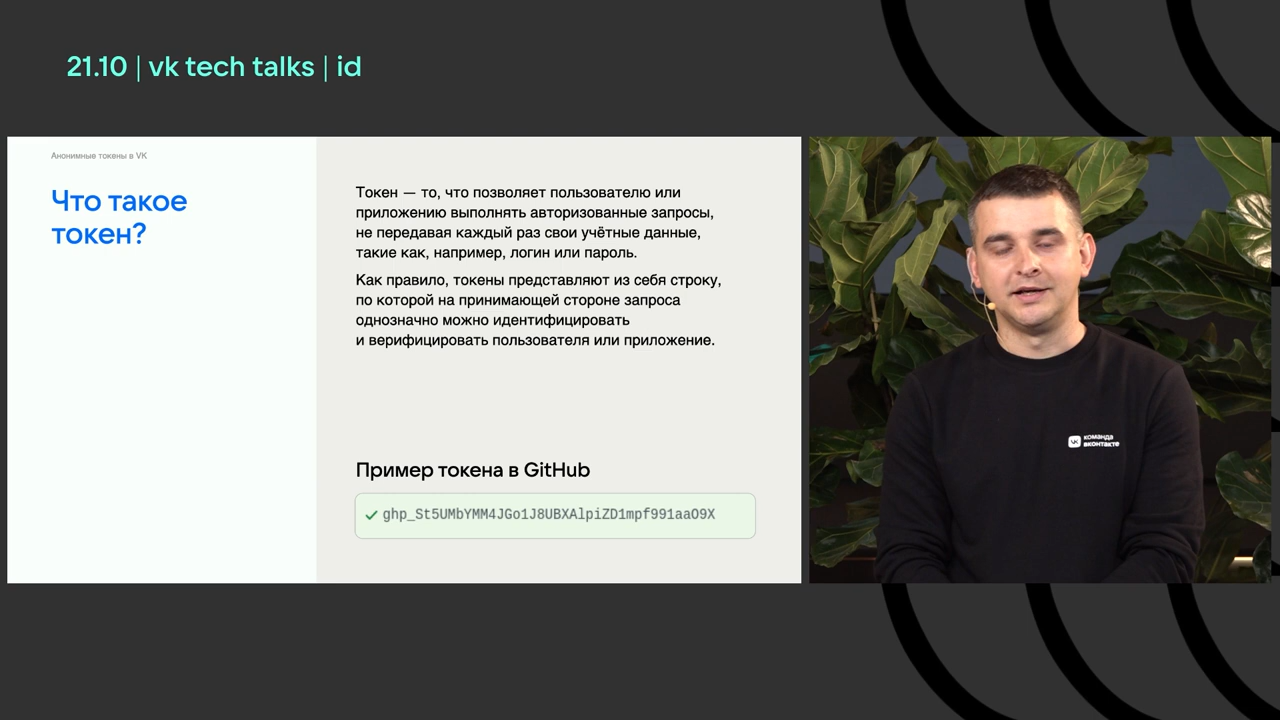 21.10 | vk tech talks | id
Анонимные токены в VK
Что такое
токен?
Токен — то, что позволяет пользователю или
приложению выполнять авторизованные запросы,
не передавая каждый раз свои учётные данные,
такие как, например, логин или пароль.
Как правило, токены представляют из себя строку,
по которой на принимающей стороне запроса
однозначно можно идентифицировать
и верифицировать пользователя или приложение.
Пример токена в GitHub
ghp_St5UMbYMM4JGo1J8UBXAlpiZD1mpf991aaO9X
команда
вконтакте